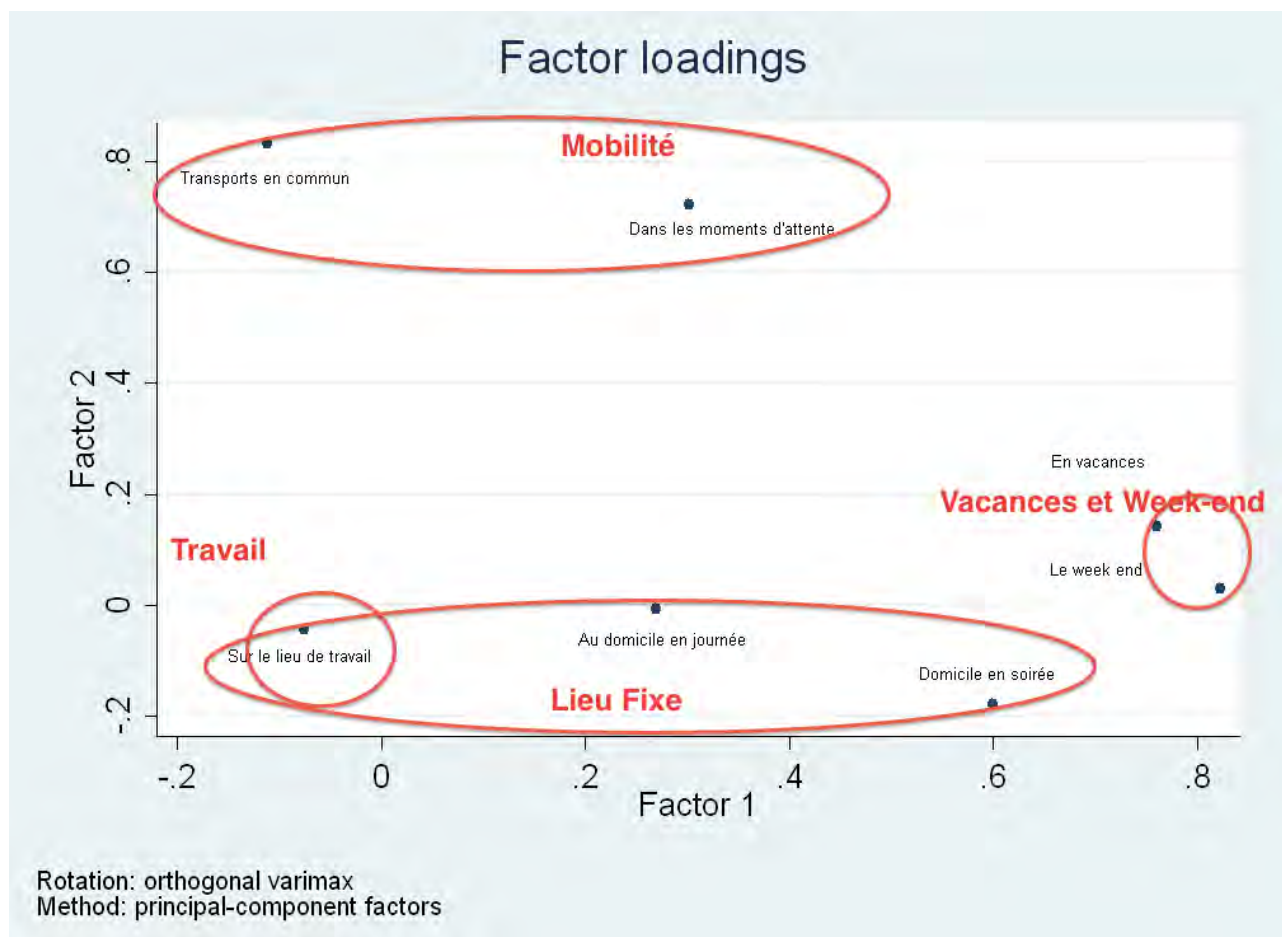 Factor loadings
Mobilité
Transports en commun
Dans les moments d'attente
.8
.6
.4
.2
0
-.2
Factor 2
En vacances
Vacances et Week-end
Le week end
Travail
Sur le lieu de travail
Au domicile en journée
Domicile en soirée
Lieu Fixe
-.2 0 .2 .4 .6 .8
Factor 1
Rotation: orthogonal varimax
Method: principal-component factors